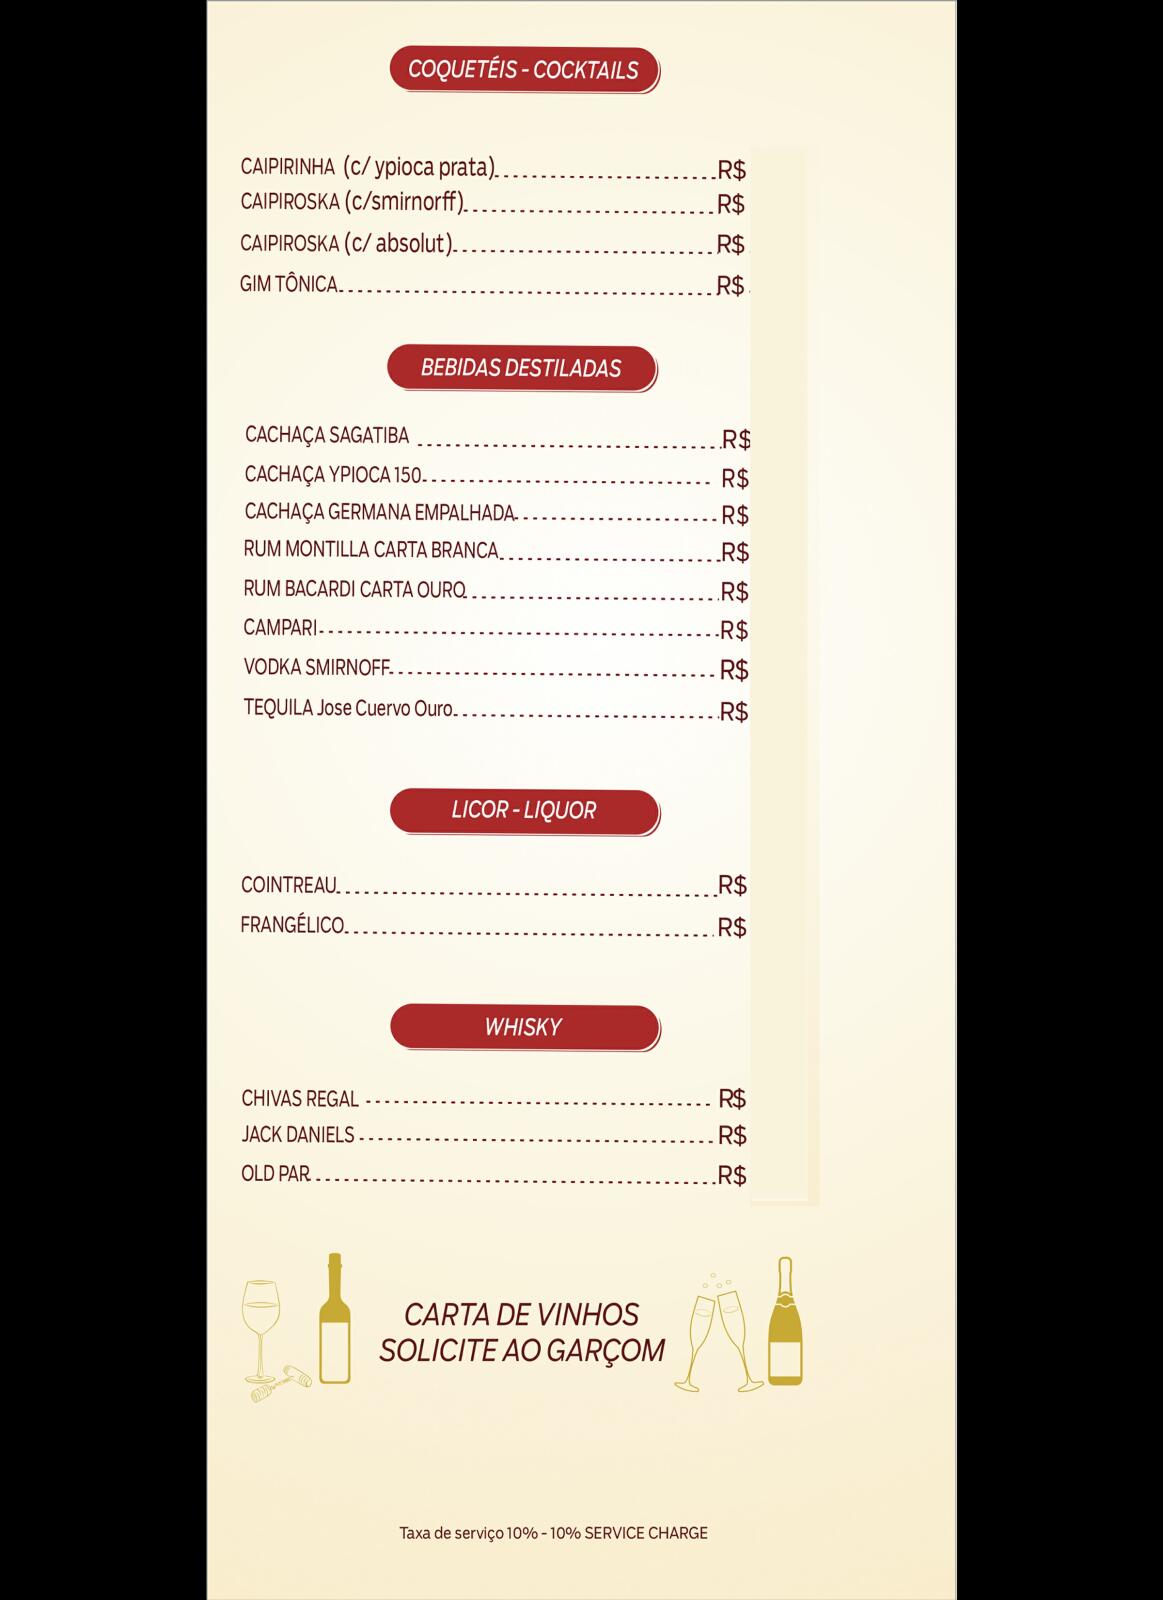 COQUETÉIS - COCKTAILS
CAIPIRINHA (c/ ypioca prata) R$
CAIPIROSKA (c/smirnorff) R$
CAIPIROSKA (c/ absolut) R$
GIM TÔNICA R$
BEBIDAS DESTILADAS
CACHAÇA SAGATIBA R$
CACHAÇA YPIOCA 150 R$
CACHAÇA GERMANA EMPALHADA R$
RUM MONTILLA CARTA BRANCA R$
RUM BACARDI CARTA OURO R$
CAMPARI R$
VODKA SMIRNOFF R$
TEQUILA Jose Cuervo Ouro R$
LICOR - LIQUOR
COINTREAU R$
FRANGÉLICO R$
WHISKY
CHIVAS REGAL R$
JACK DANIELS R$
OLD PAR R$
CARTA DE VINHOS
SOLICITE AO GARÇOM
Taxa de serviço 10% - 10% SERVICE CHARGE